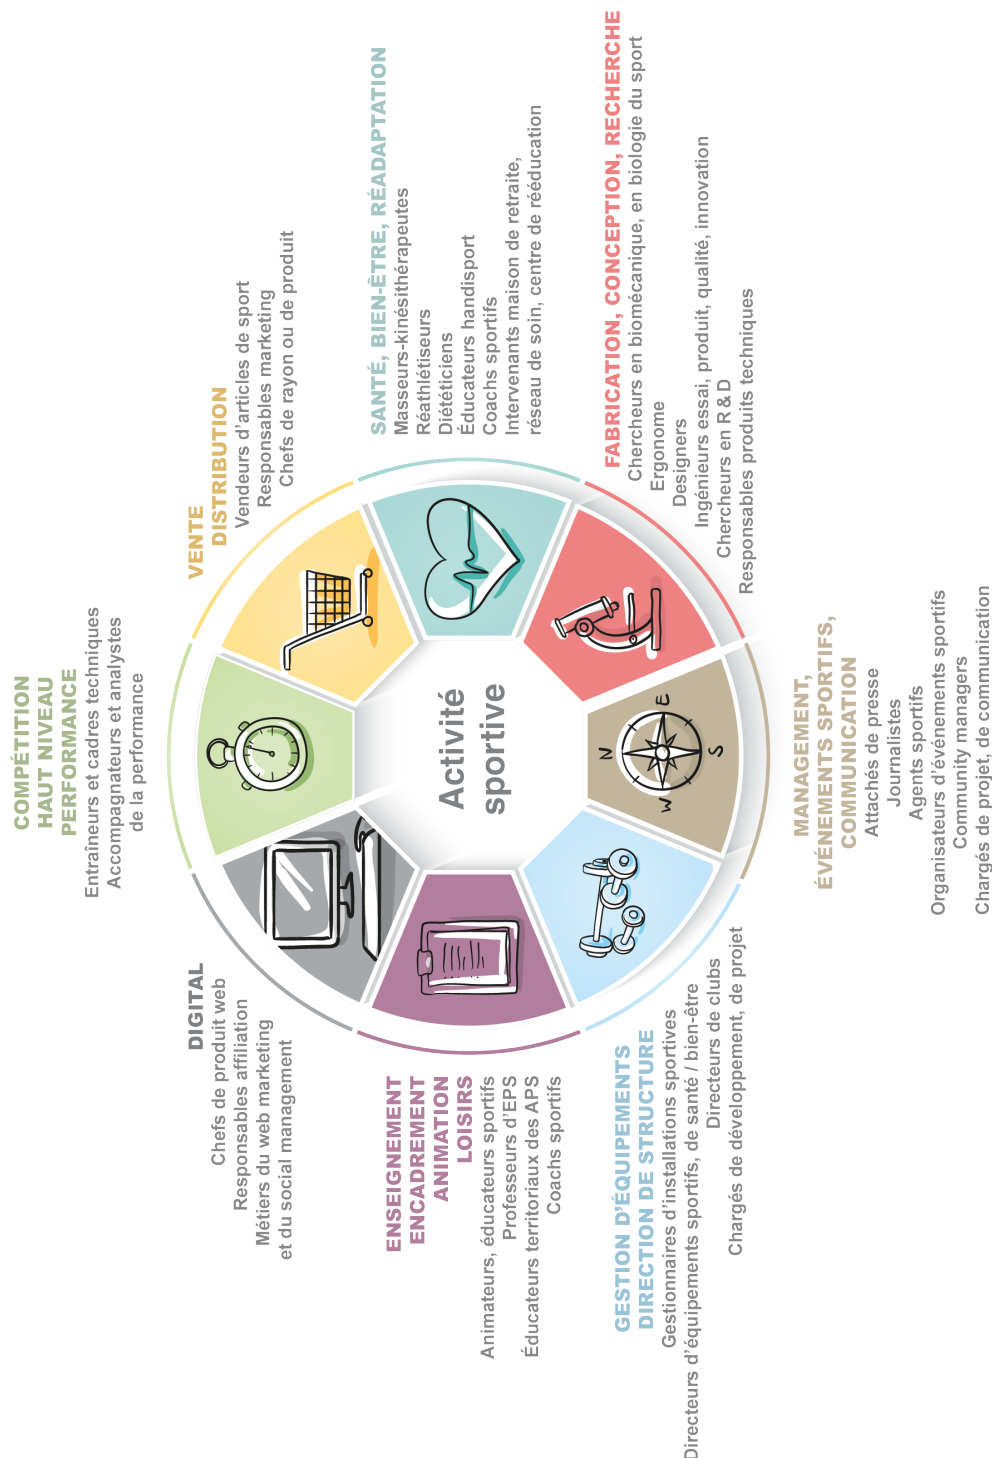 COMPÉTITION
HAUT NIVEAU
PERFORMANCE
Entraîneurs et cadres techniques
Accompagnateurs et analystes
de la performance
VENTE
DISTRIBUTION
Vendeurs d'articles de sport
Responsables marketing
Chefs de rayon ou de produit
SANTÉ, BIEN-ÊTRE, RÉADAPTATION
Masseurs-kinésithérapeutes
Réathlétiseurs
Diététiciens
Éducateurs handisport
Coachs sportifs
Intervenants maison de retraite,
réseau de soin, centre de rééducation
FABRICATION, CONCEPTION, RECHERCHE
Chercheurs en biomécanique, en biologie du sport
Ergonome
Designers
Ingénieurs essai, produit, qualité, innovation
Chercheurs en R & D
Responsables produits techniques
MANAGEMENT,
ÉVÉNEMENTS SPORTIFS,
COMMUNICATION
Attachés de presse
Journalistes
Agents sportifs
Organisateurs d'événements sportifs
Community managers
Chargés de projet, de communication
GESTION D'ÉQUIPEMENTS
DIRECTION DE STRUCTURE
Gestionnaires d'installations sportives
Directeurs d'équipements sportifs, de santé / bien-être
Directeurs de clubs
Chargés de développement, de projet
ENSEIGNEMENT
ENCADREMENT
ANIMATION
LOISIRS
Animateurs, éducateurs sportifs
Professeurs d'EPS
Éducateurs territoriaux des APS
Coachs sportifs
DIGITAL
Chefs de produit web
Responsables affiliation
Métiers du web marketing
et du social management
Activité
sportive
N
E
S
W